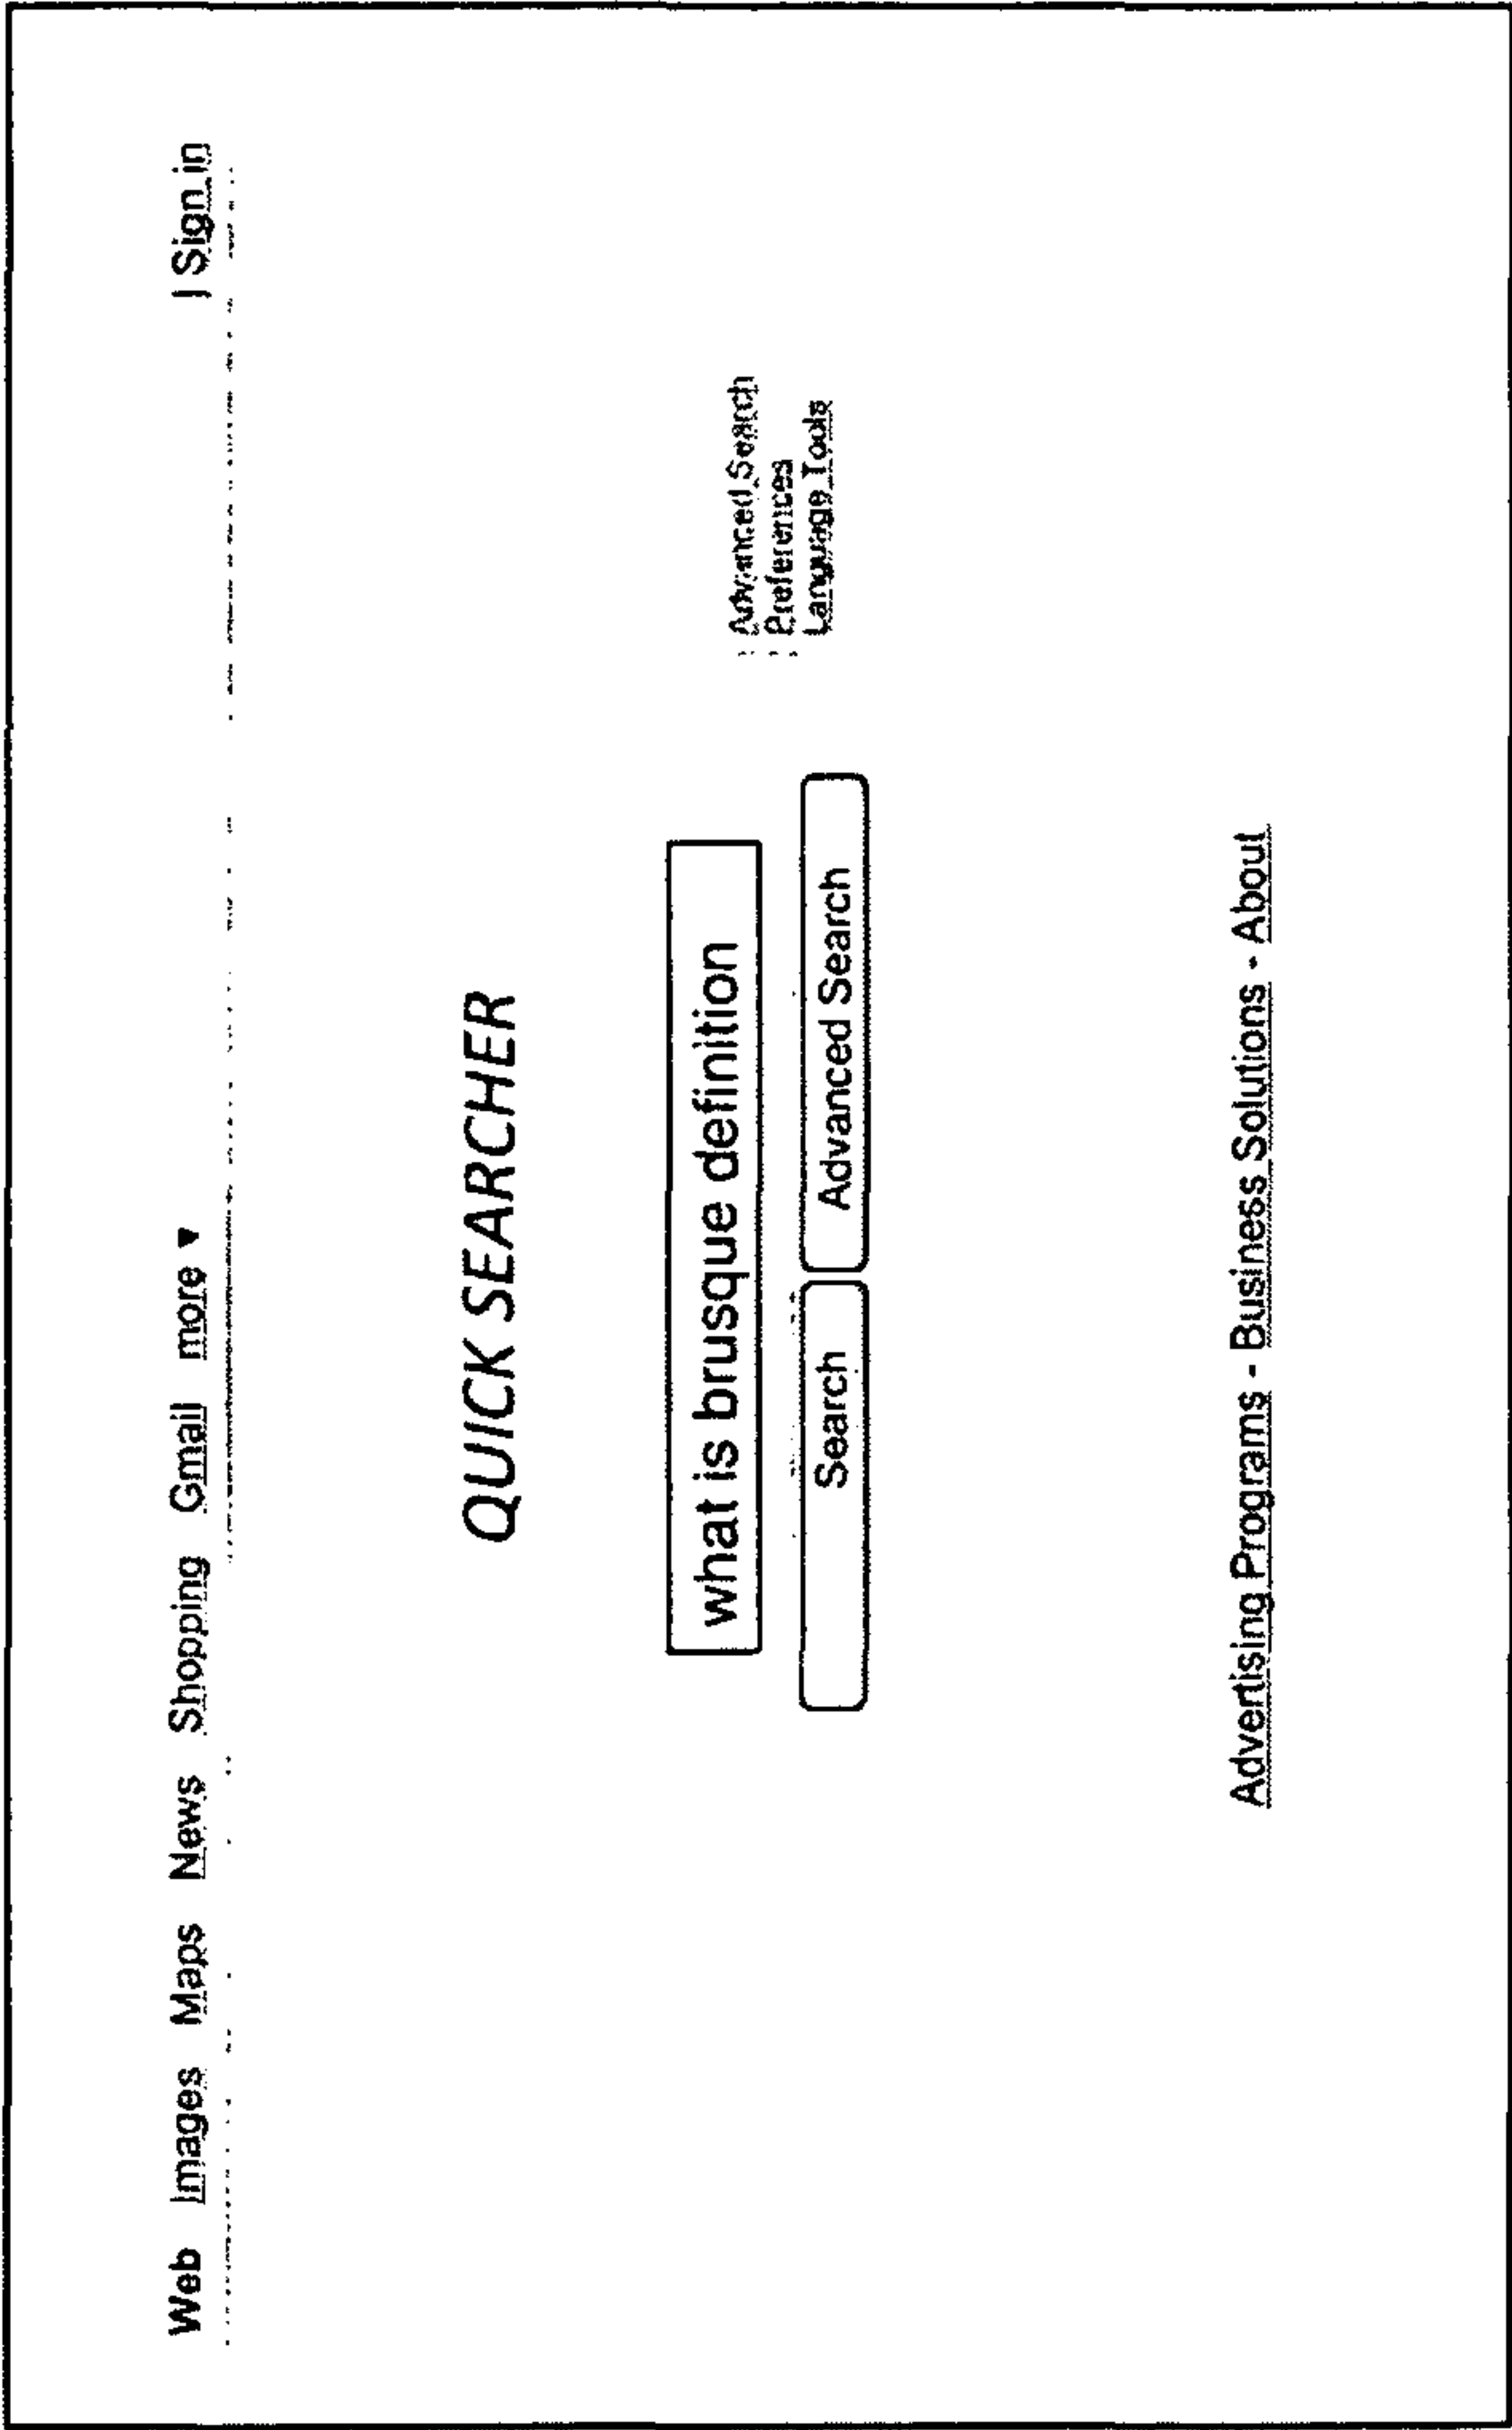 Web Images Maps News Shopping Gmail more ▼ | Sign in
QUICK SEARCHER
what is brusque definition
Advanced Search
Preferences
Language Tools
Search Advanced Search
Advertising Programs - Business Solutions - About